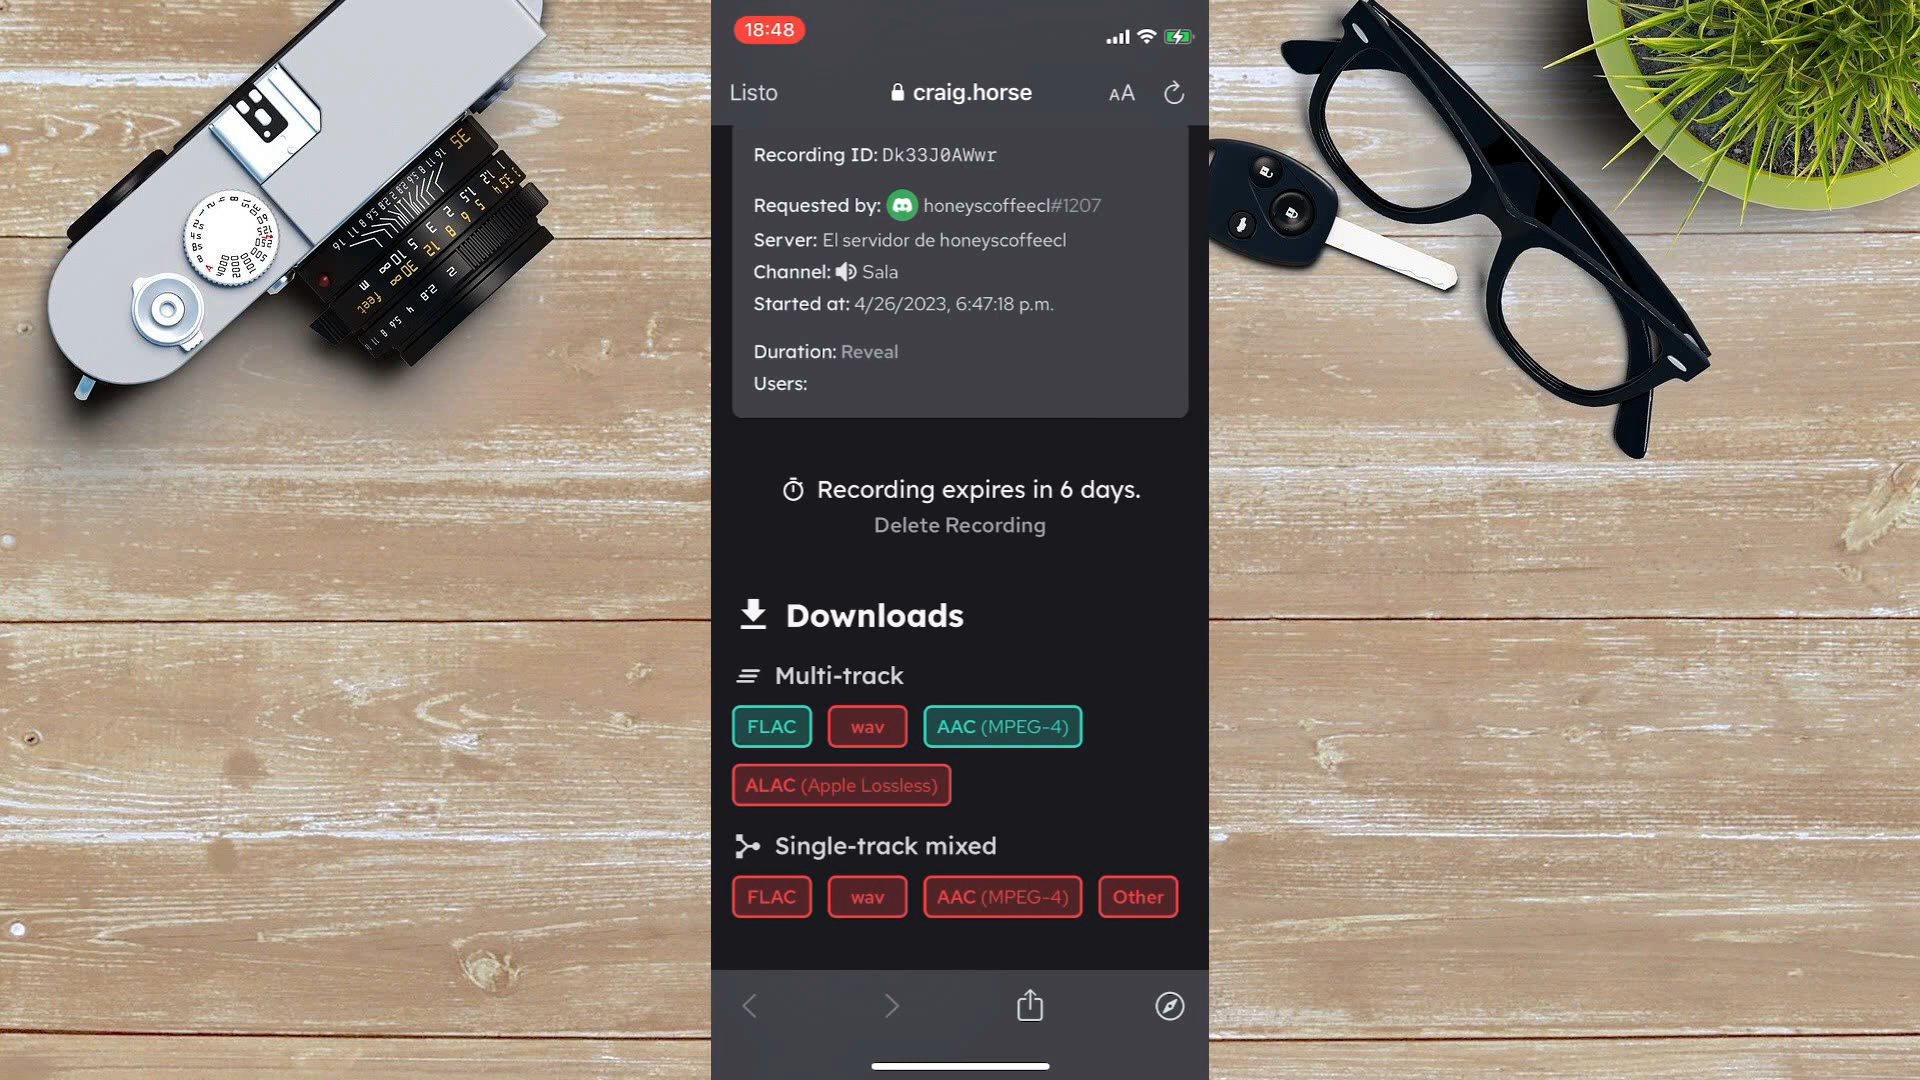 18:48
Listo craig.horse AA
Recording ID: Dk33J0AWwr
Requested by: honeyscoffeecl#1207
Server: El servidor de honeyscoffeecl
Channel: Sala
Started at: 4/26/2023, 6:47:18 p.m.
Duration: Reveal
Users:
Recording expires in 6 days.
Delete Recording
Downloads
Multi-track
FLAC wav AAC (MPEG-4)
ALAC (Apple Lossless)
Single-track mixed
FLAC wav AAC (MPEG-4) Other